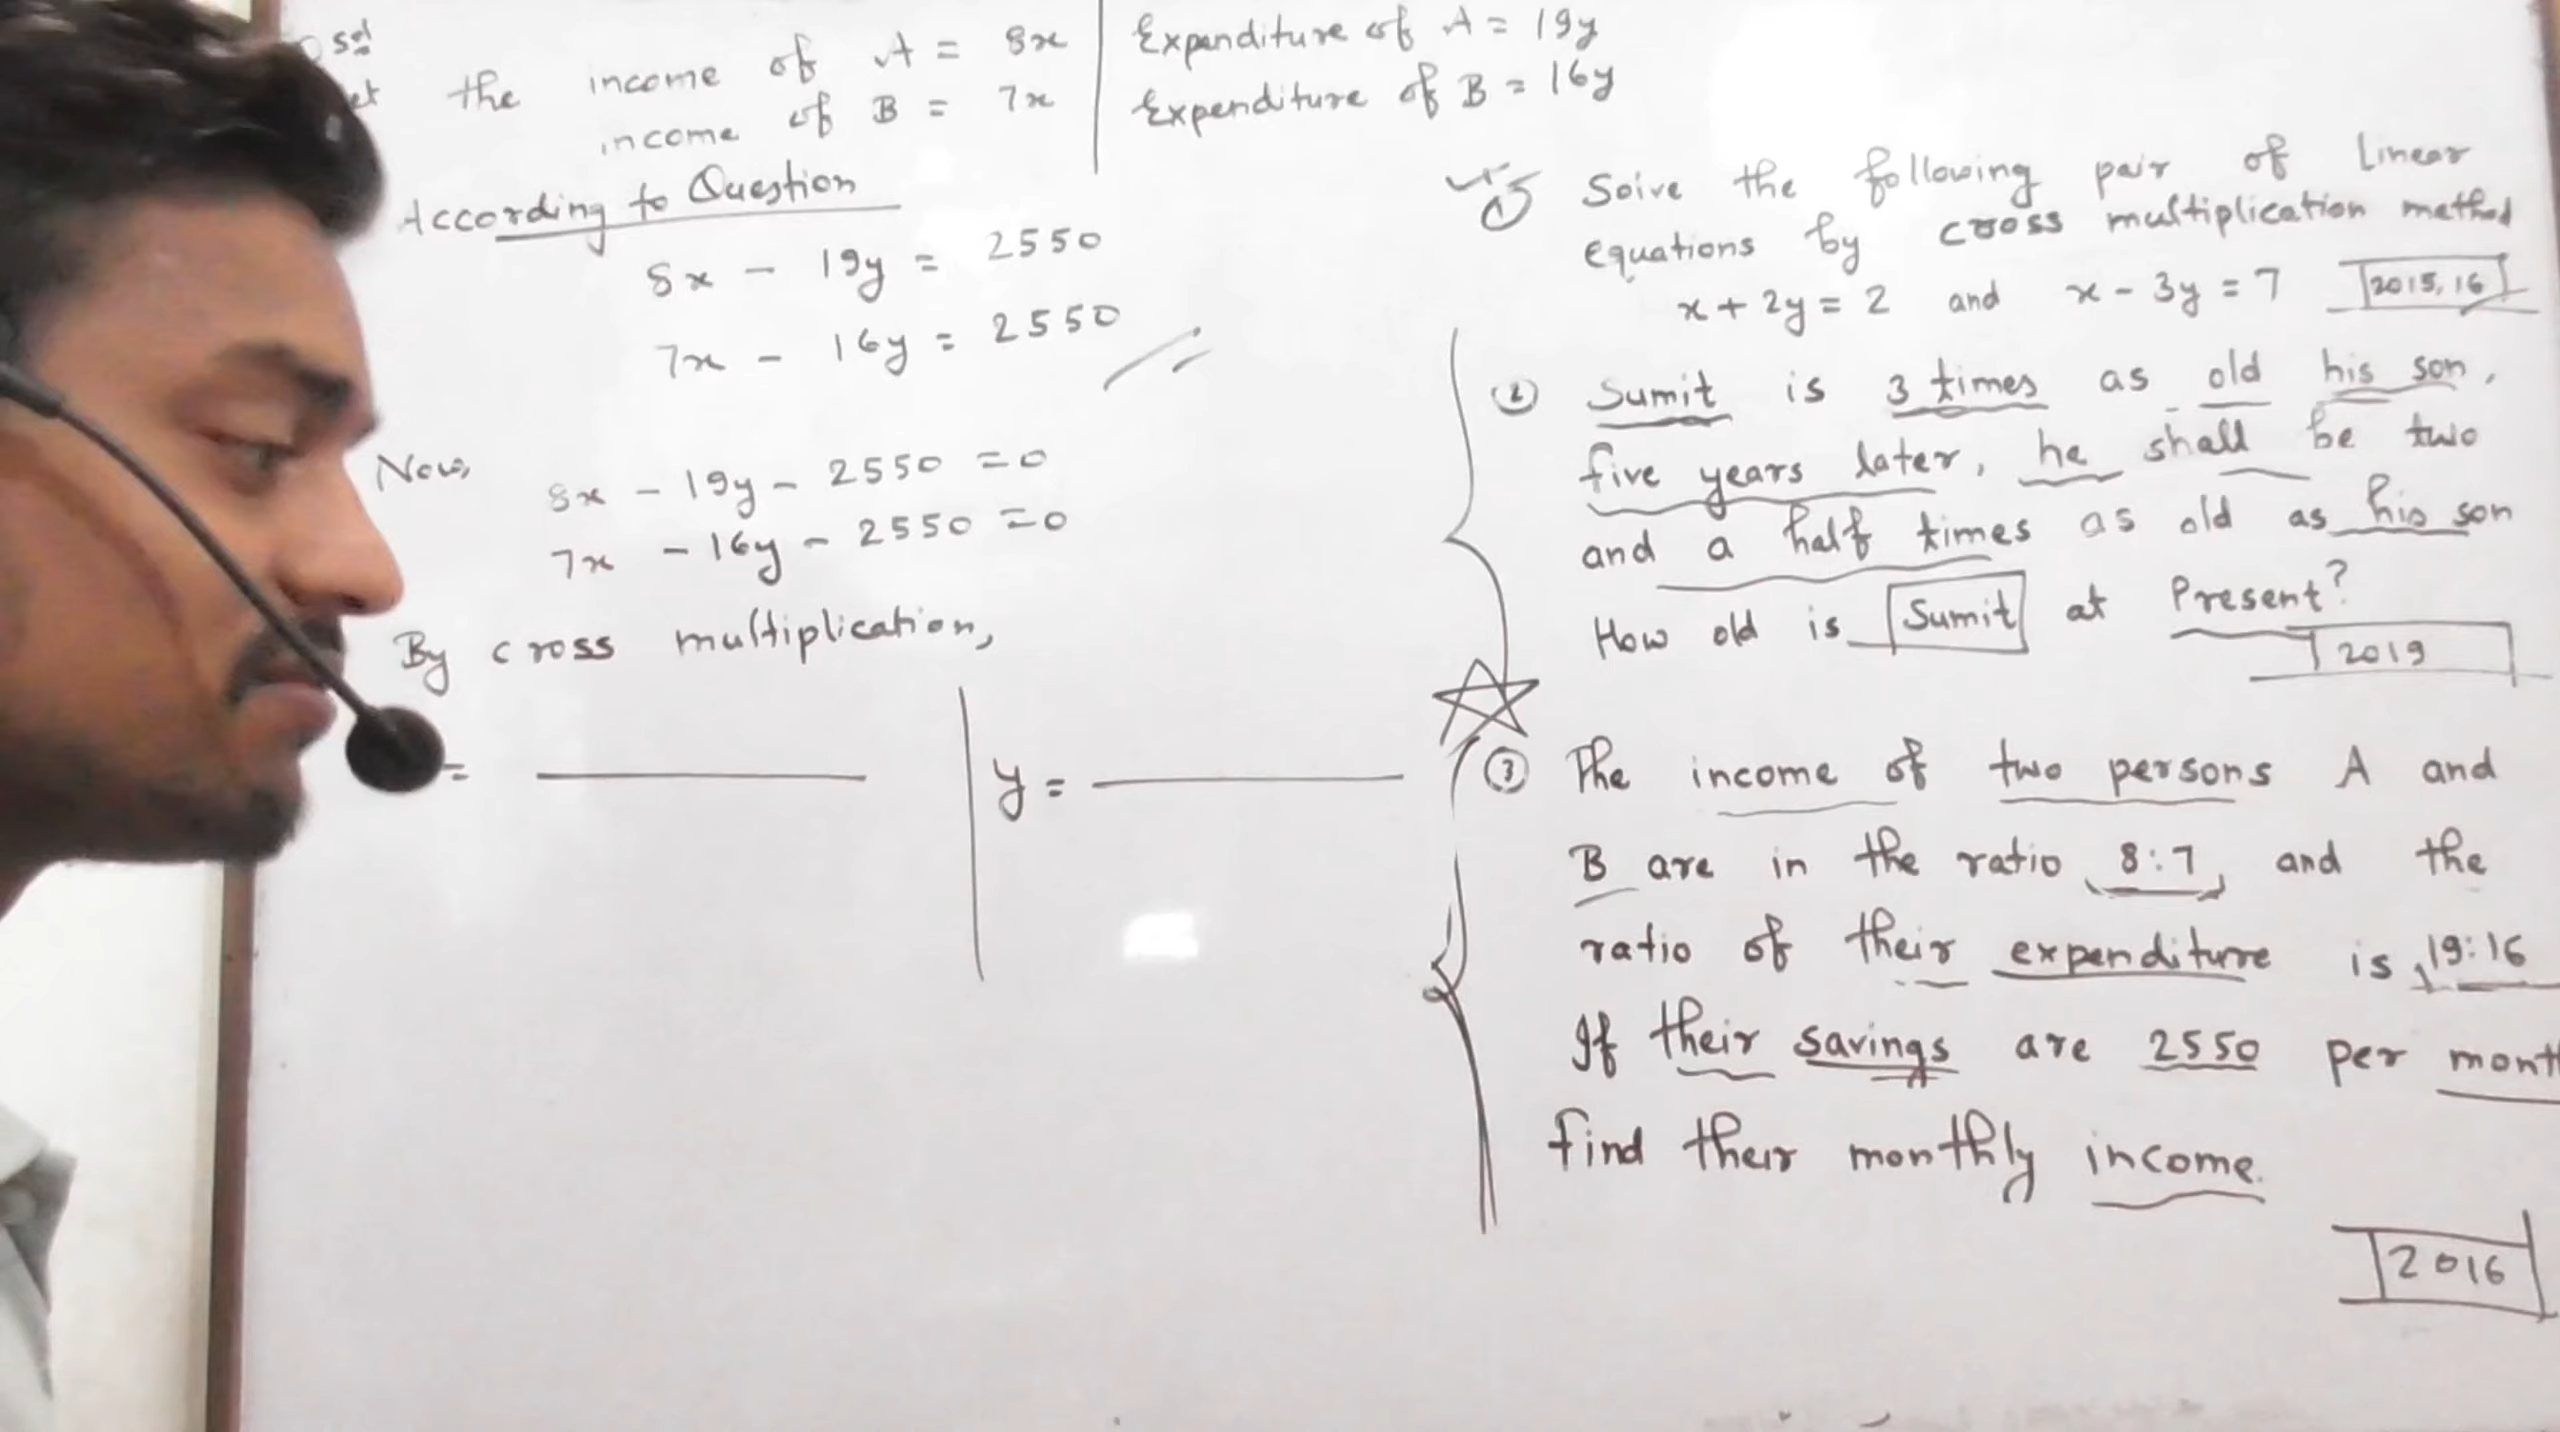 sol
the income of A = 8x
income of B = 7x
Expenditure of A = 19y
Expenditure of B = 16y
According to Question
8x - 19y = 2550
7x - 16y = 2550
Now,
8x - 19y - 2550 = 0
7x - 16y - 2550 = 0
By cross multiplication,
=
y =
① Solve the following pair of Linear
equations by cross multiplication method
x + 2y = 2 and x - 3y = 7 2015, 16
② Sumit is 3 times as old his son,
five years later, he shall be two
and a half times as old as his son
How old is Sumit at Present?
2019
③ The income of two persons A and
B are in the ratio 8:7, and the
ratio of their expenditure is 19:16
If their savings are 2550 per month
find their monthly income.
2016